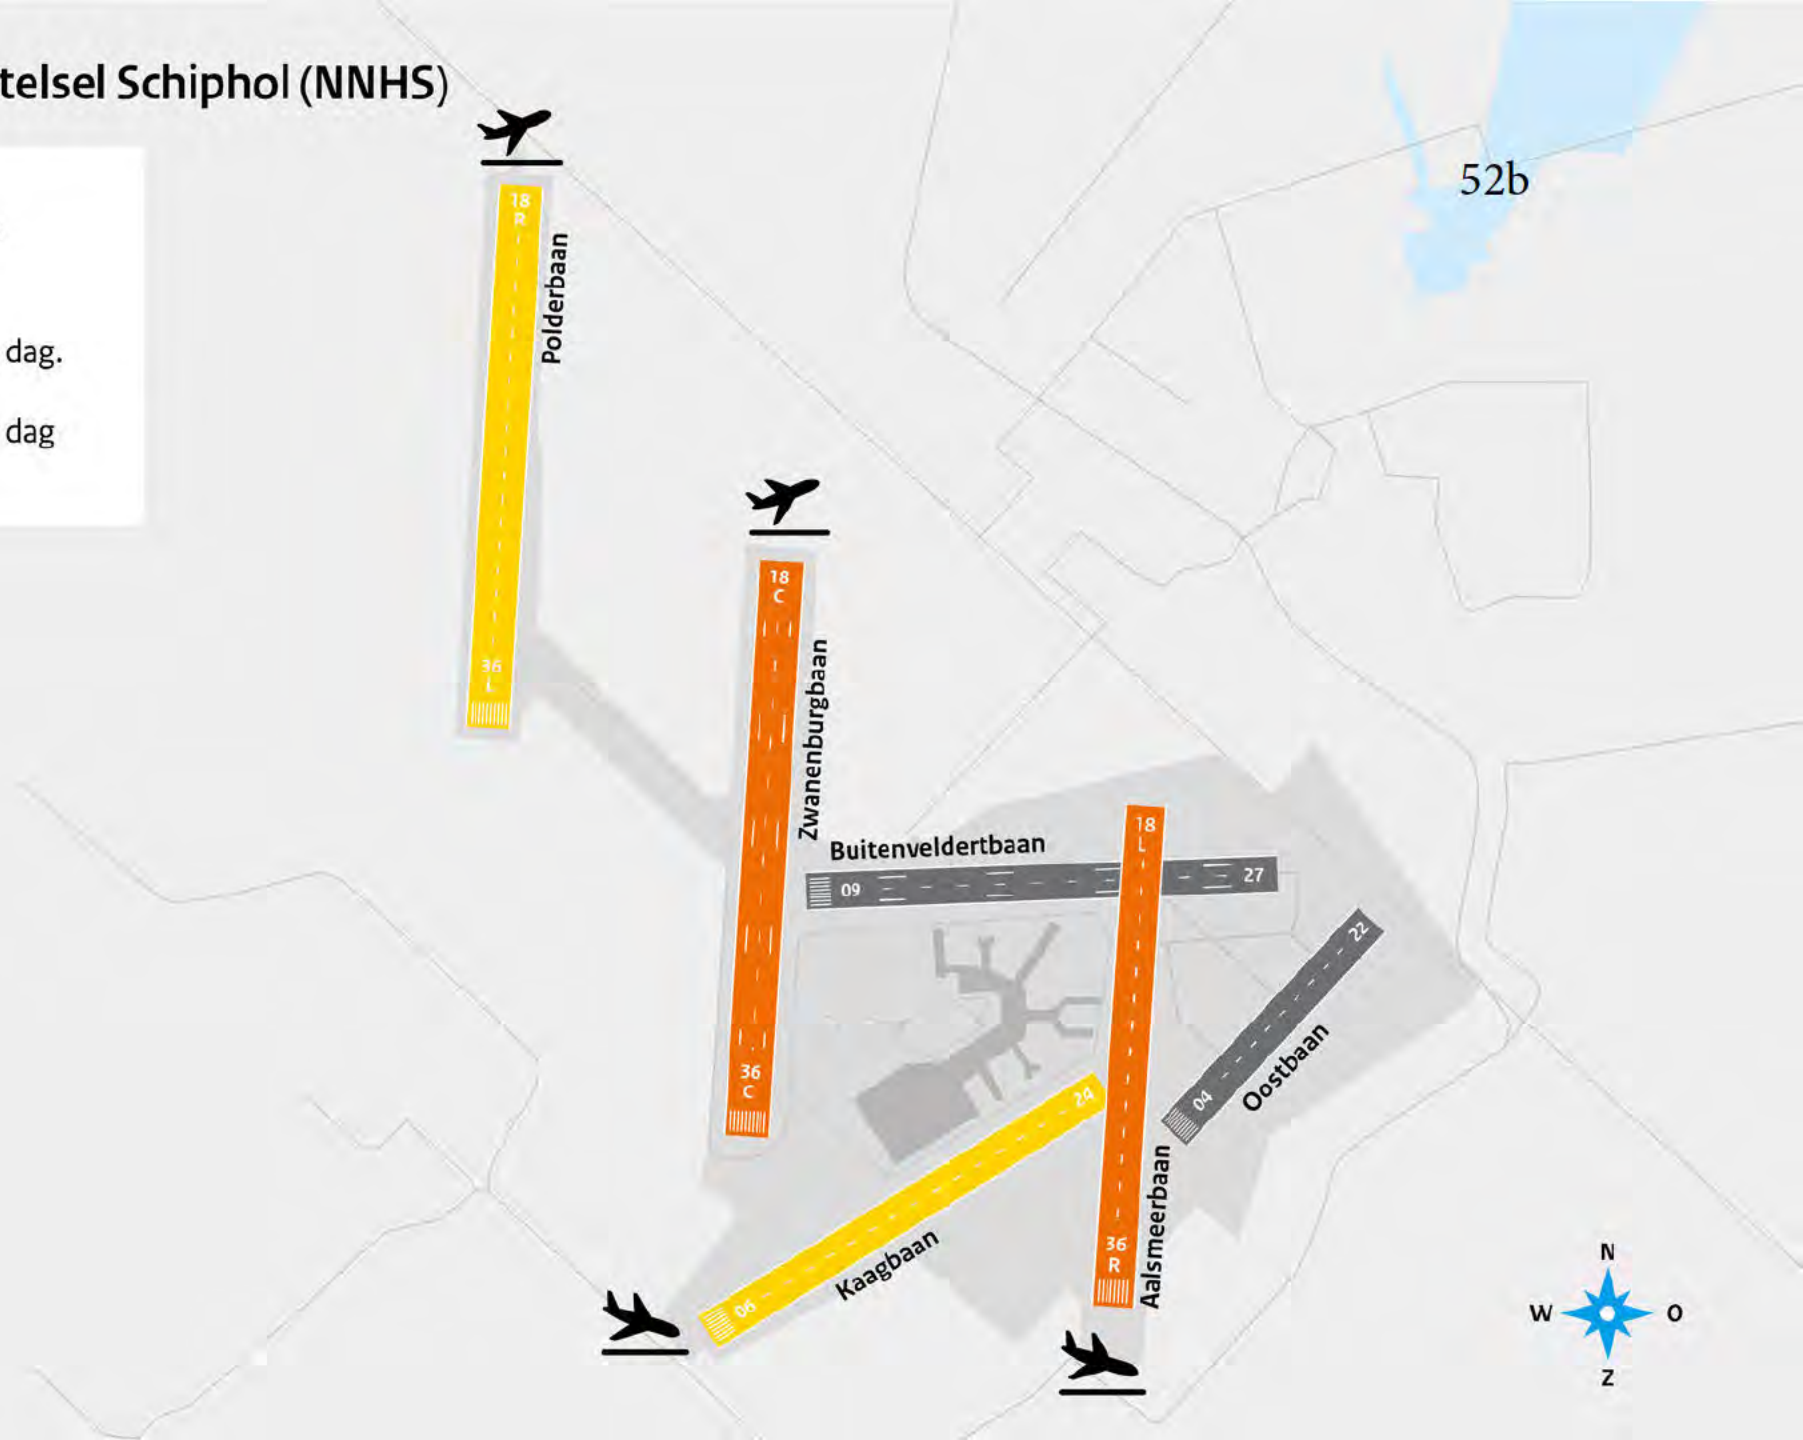 telsel Schiphol (NNHS)
52b
18
R
Polderbaan
dag.
dag
36
L
18
C
Zwanenburgbaan
36
C
Buitenveldertbaan
09
27
18
L
22
Oostbaan
04
24
Kaagbaan
06
36
R
Aalsmeerbaan
N
W
O
Z